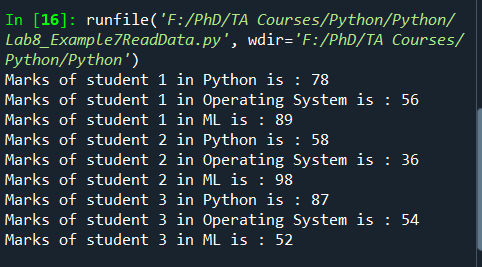 In [16]: runfile('F:/PhD/TA Courses/Python/Python/
Lab8_Example7ReadData.py', wdir='F:/PhD/TA Courses/
Python/Python')
Marks of student 1 in Python is : 78
Marks of student 1 in Operating System is : 56
Marks of student 1 in ML is : 89
Marks of student 2 in Python is : 58
Marks of student 2 in Operating System is : 36
Marks of student 2 in ML is : 98
Marks of student 3 in Python is : 87
Marks of student 3 in Operating System is : 54
Marks of student 3 in ML is : 52